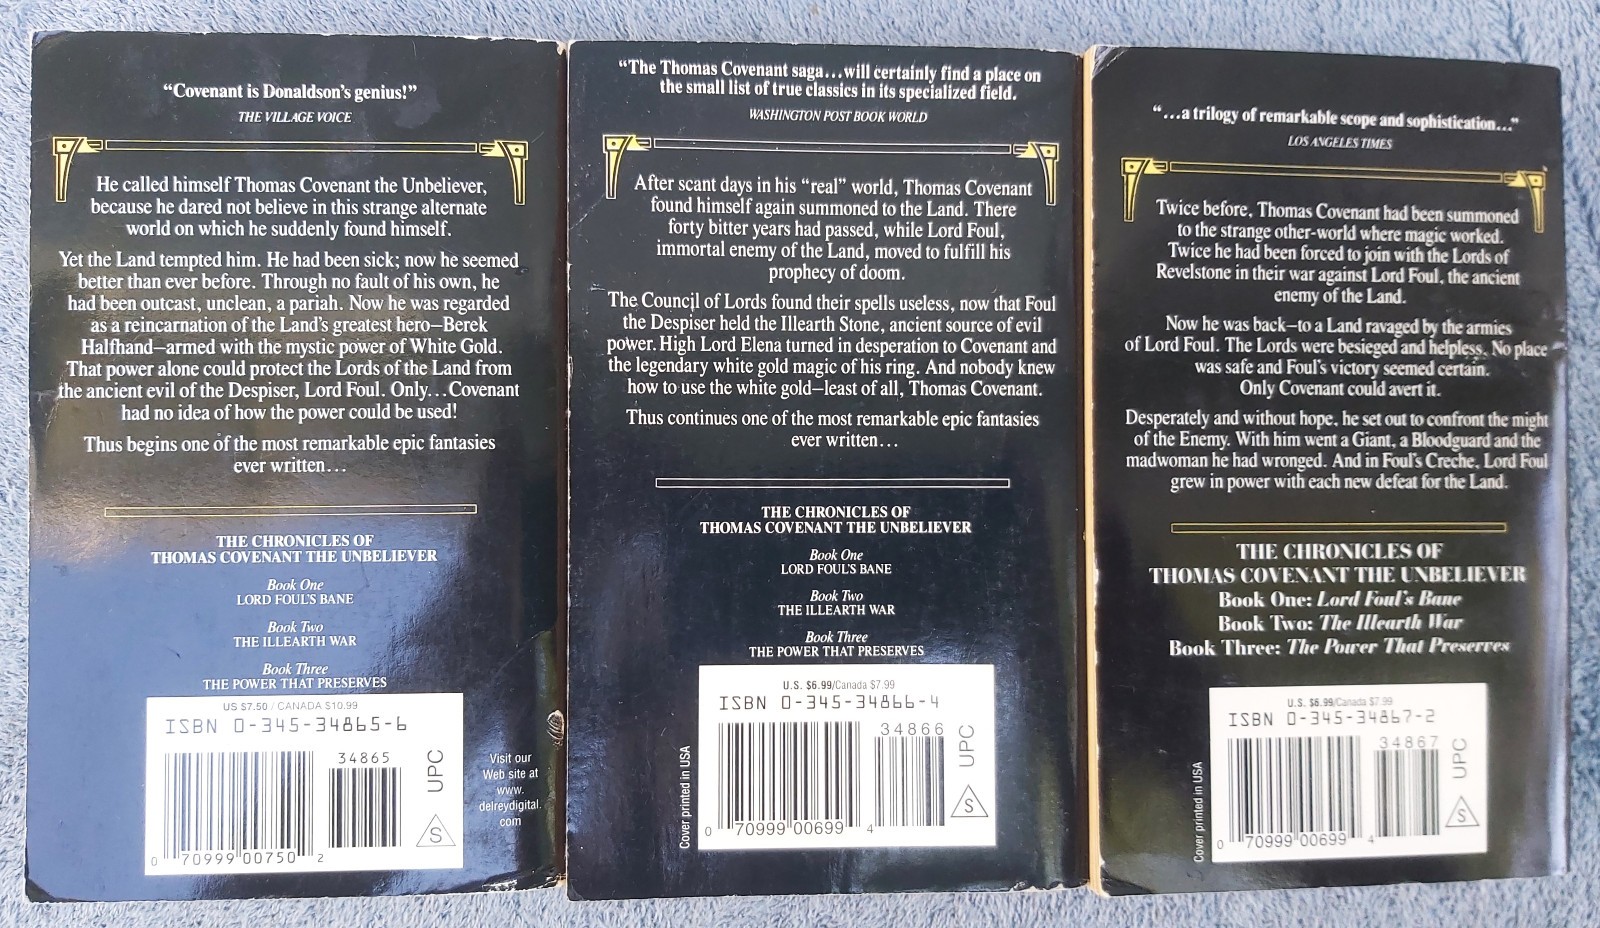 “Covenant is Donaldson’s genius!”
THE VILLAGE VOICE
He called himself Thomas Covenant the Unbeliever,
because he dared not believe in this strange alternate
world on which he suddenly found himself.
Yet the Land tempted him. He had been sick; now he seemed
better than ever before. Through no fault of his own, he
had been outcast, unclean, a pariah. Now he was regarded
as a reincarnation of the Land’s greatest hero—Berek
Halfhand—armed with the mystic power of White Gold.
That power alone could protect the Lords of the Land from
the ancient evil of the Despiser, Lord Foul. Only…Covenant
had no idea of how the power could be used!
Thus begins one of the most remarkable epic fantasies
ever written…
THE CHRONICLES OF
THOMAS COVENANT THE UNBELIEVER
Book One
LORD FOUL’S BANE
Book Two
THE ILLEARTH WAR
Book Three
THE POWER THAT PRESERVES
US $7.50 / CANADA $10.99
ISBN 0-345-34865-6
34865
UPC
S
0 70999 00750 2
Visit our
Web site at
www.
delreydigital.
com
“The Thomas Covenant saga…will certainly find a place on
the small list of true classics in its specialized field.
WASHINGTON POST BOOK WORLD
After scant days in his “real” world, Thomas Covenant
found himself again summoned to the Land. There
forty bitter years had passed, while Lord Foul,
immortal enemy of the Land, moved to fulfill his
prophecy of doom.
The Council of Lords found their spells useless, now that Foul
the Despiser held the Illearth Stone, ancient source of evil
power. High Lord Elena turned in desperation to Covenant and
the legendary white gold magic of his ring. And nobody knew
how to use the white gold—least of all, Thomas Covenant.
Thus continues one of the most remarkable epic fantasies
ever written…
THE CHRONICLES OF
THOMAS COVENANT THE UNBELIEVER
Book One
LORD FOUL’S BANE
Book Two
THE ILLEARTH WAR
Book Three
THE POWER THAT PRESERVES
U.S. $6.99/Canada $7.99
ISBN 0-345-34866-4
34866
UPC
S
0 70999 00699 4
Cover printed in USA
“…a trilogy of remarkable scope and sophistication…”
LOS ANGELES TIMES
Twice before, Thomas Covenant had been summoned
to the strange other-world where magic worked.
Twice he had been forced to join with the Lords of
Revelstone in their war against Lord Foul, the ancient
enemy of the Land.
Now he was back—to a Land ravaged by the armies
of Lord Foul. The Lords were besieged and helpless. No place
was safe and Foul’s victory seemed certain.
Only Covenant could avert it.
Desperately and without hope, he set out to confront the might
of the Enemy. With him went a Giant, a Bloodguard and the
madwoman he had wronged. And in Foul’s Creche, Lord Foul
grew in power with each new defeat for the Land.
THE CHRONICLES OF
THOMAS COVENANT THE UNBELIEVER
Book One: Lord Foul’s Bane
Book Two: The Illearth War
Book Three: The Power That Preserves
U.S. $6.99/Canada $7.99
ISBN 0-345-34867-2
34867
UPC
S
0 70999 00699 4
Cover printed in USA